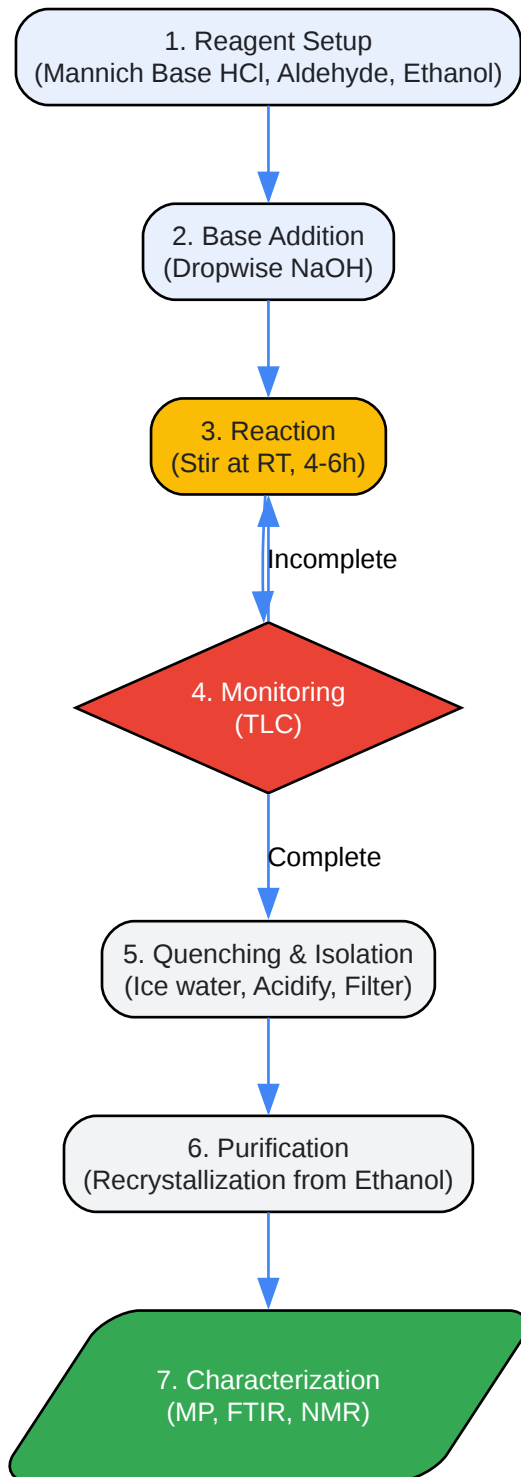 1. Reagent Setup
(Mannich Base HCl, Aldehyde, Ethanol)
2. Base Addition
(Dropwise NaOH)
3. Reaction
(Stir at RT, 4-6h)
Incomplete
4. Monitoring
(TLC)
Complete
5. Quenching & Isolation
(Ice water, Acidify, Filter)
6. Purification
(Recrystallization from Ethanol)
7. Characterization
(MP, FTIR, NMR)